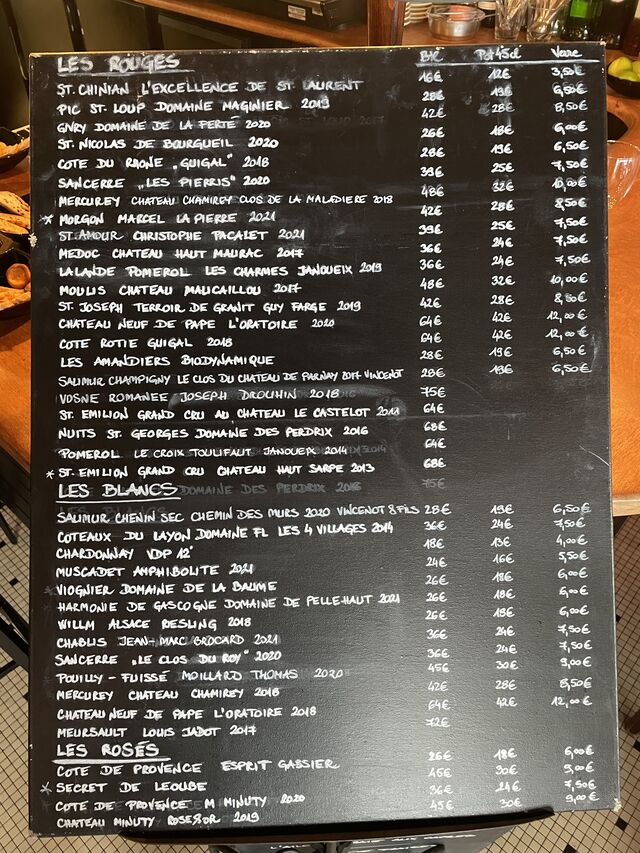 LES ROUGES Btl Pot 45cl Verre
ST. CHINIAN L'EXCELLENCE DE ST LAURENT 16€ 12€ 3,50€
PIC ST. LOUP DOMAINE MAGINIER 2019 28€ 19€ 6,50€
GIVRY DOMAINE DE LA FERTÉ 2020 42€ 28€ 8,50€
ST. NICOLAS DE BOURGUEIL 2020 26€ 18€ 6,00€
COTE DU RHONE „GUIGAL" 2018 28€ 19€ 6,50€
SANCERRE „LES PIERRIS" 2020 39€ 25€ 7,50€
MERCUREY CHATEAU CHAMIREY CLOS DE LA MALADIERE 2018 48€ 32€ 10,00€
* MORGON MARCEL LA PIERRE 2021 42€ 28€ 8,50€
ST. AMOUR CHRISTOPHE PACALET 2021 39€ 25€ 7,50€
MEDOC CHATEAU HAUT MAURAC 2017 36€ 24€ 7,50€
LALANDE POMEROL LES CHARMES JANOUEIX 2019 36€ 24€ 7,50€
MOULIS CHATEAU MAUCAILLOU 2017 48€ 32€ 10,00€
ST. JOSEPH TERROIR DE GRANIT GUY FARGE 2019 42€ 28€ 8,50€
CHATEAU NEUF DE PAPE L'ORATOIRE 2020 64€ 42€ 12,00€
COTE ROTIE GUIGAL 2018 64€ 42€ 12,00€
LES AMANDIERS BIODYNAMIQUE 28€ 19€ 6,50€
SAUMUR CHAMPIGNY LE CLOS DU CHATEAU DE PARNAY 2017 VINCENOT 28€ 19€ 6,50€
VOSNE ROMANEE JOSEPH DROUHIN 2018 75€
ST. EMILION GRAND CRU AU CHATEAU LE CASTELOT 2011 64€
NUITS ST. GEORGES DOMAINE DES PERDRIX 2016 68€
POMEROL LE CROIX TOULIFAUT JANOUEIX 2014 64€
* ST. EMILION GRAND CRU CHATEAU HAUT SARPE 2013 68€
LES BLANCS DOMAINE DES PERDRIX 2016 75€
SAUMUR CHENIN SEC CHEMIN DES MURS 2020 VINCENOT & FILS 28€ 19€ 6,50€
COTEAUX DU LAYON DOMAINE FL LES 4 VILLAGES 2014 36€ 24€ 7,50€
CHARDONNAY VDP 12' 18€ 13€ 4,00€
MUSCADET AMPHIBOLITE 2021 24€ 16€ 5,50€
VIOGNIER DOMAINE DE LA BAUME 26€ 18€ 6,00€
HARMONIE DE GASCOGNE DOMAINE DE PELLEHAUT 2021 26€ 18€ 6,00€
WILLM ALSACE RIESLING 2018 26€ 19€ 6,00€
CHABLIS JEAN-MARC BROCARD 2021 36€ 24€ 7,50€
SANCERRE „LE CLOS DU ROY" 2020 36€ 24€ 7,50€
POUILLY-FUISSÉ MOILLARD THOMAS 2020 45€ 30€ 9,00€
MERCUREY CHATEAU CHAMIREY 2018 42€ 28€ 8,50€
CHATEAU NEUF DE PAPE L'ORATOIRE 2018 64€ 42€ 12,00€
MEURSAULT LOUIS JADOT 2017 72€
LES ROSÉS
COTE DE PROVENCE ESPRIT GASSIER 26€ 18€ 6,00€
* SECRET DE LEOUBE 45€ 30€ 9,00€
COTE DE PROVENCE M MINUTY 2020 36€ 24€ 7,50€
CHATEAU MINUTY ROSE&OR 2019 45€ 30€ 9,00€